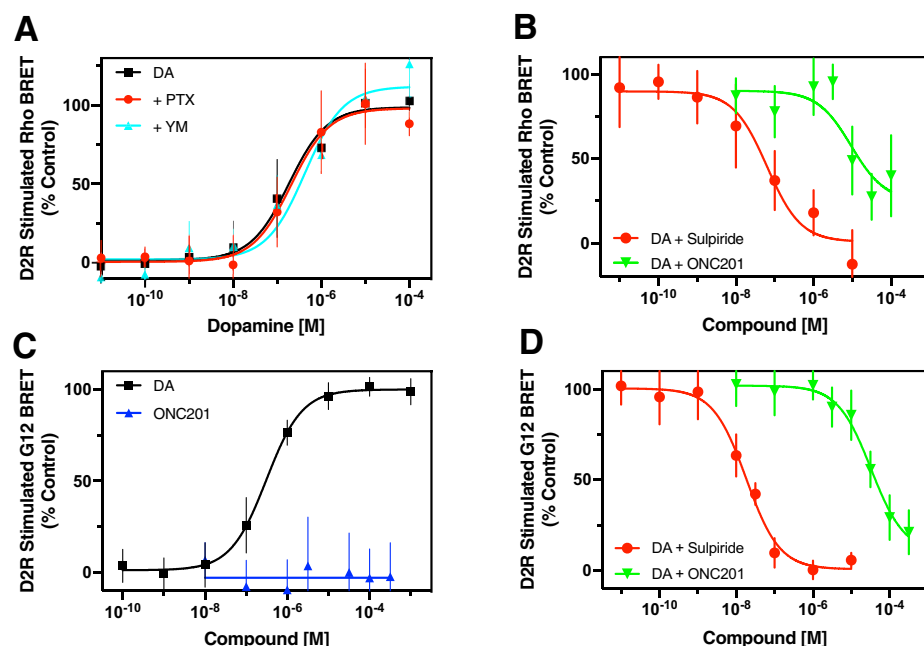 A
D2R Stimulated Rho BRET
(% Control)
100
50
0
DA
+ PTX
+ YM
10-10
10-8
10-6
10-4
Dopamine [M]
B
D2R Stimulated Rho BRET
(% Control)
100
50
0
DA + Sulpiride
DA + ONC201
10-10
10-8
10-6
10-4
Compound [M]
C
D2R Stimulated G12 BRET
(% Control)
100
50
0
DA
ONC201
10-10
10-8
10-6
10-4
Compound [M]
D
D2R Stimulated G12 BRET
(% Control)
100
50
0
DA + Sulpiride
DA + ONC201
10-10
10-8
10-6
10-4
Compound [M]